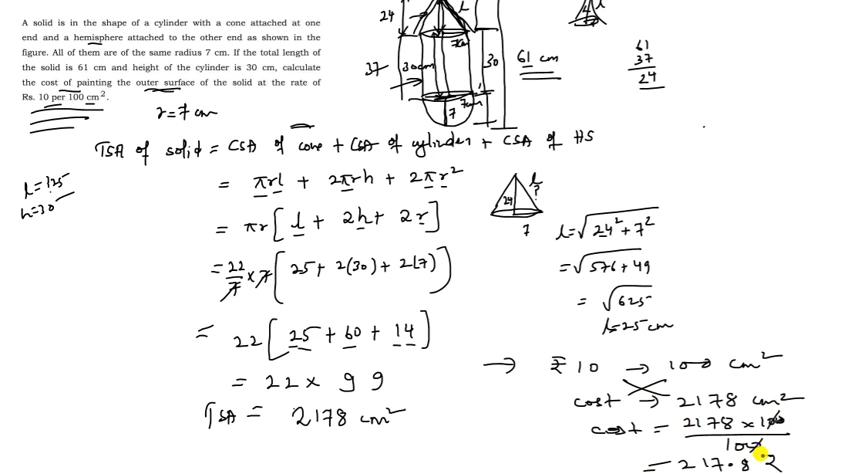 A solid is in the shape of a cylinder with a cone attached at one
end and a hemisphere attached to the other end as shown in the
figure. All of them are of the same radius 7 cm. If the total length of
the solid is 61 cm and height of the cylinder is 30 cm, calculate
the cost of painting the outer surface of the solid at the rate of
Rs. 10 per 100 cm².
r = 7 cm
24
l
7cm
37
30cm
30
61 cm
7cm
7
61
37
24
TSA of solid = CSA of cone + CSA of cylinder + CSA of HS
l = 25
h = 30
= πrl + 2πrh + 2πr²
= πr [ l + 2h + 2r ]
= 22/7 × 7 ( 25 + 2(30) + 2(7) )
= 22 [ 25 + 60 + 14 ]
= 22 × 99
TSA = 2178 cm²
24
l
?
7
l = √24² + 7²
= √576 + 49
= √625
l = 25 cm
→ ₹ 10 → 100 cm²
cost → 2178 cm²
cost = 2178 × 10 / 100
= 217.8